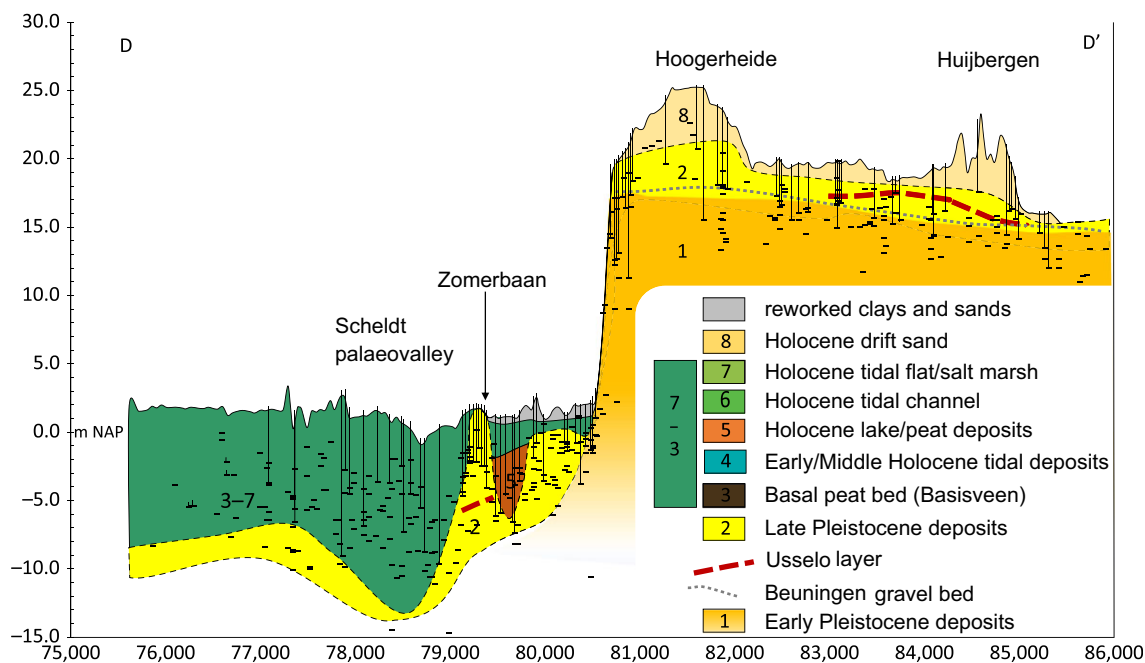 30.0
D
D’
Hoogerheide
Huijbergen
25.0
8
20.0
2
15.0
1
10.0
Zomerbaan
Scheldt
palaeovalley
5.0
0.0
m NAP
−5.0
3–7
5
2
−10.0
−15.0
75,000 76,000 77,000 78,000 79,000 80,000 81,000 82,000 83,000 84,000 85,000 86,000
reworked clays and sands
8 Holocene drift sand
7 Holocene tidal flat/salt marsh
6 Holocene tidal channel
5 Holocene lake/peat deposits
4 Early/Middle Holocene tidal deposits
3 Basal peat bed (Basisveen)
7
–
3
2 Late Pleistocene deposits
Usselo layer
Beuningen gravel bed
1 Early Pleistocene deposits